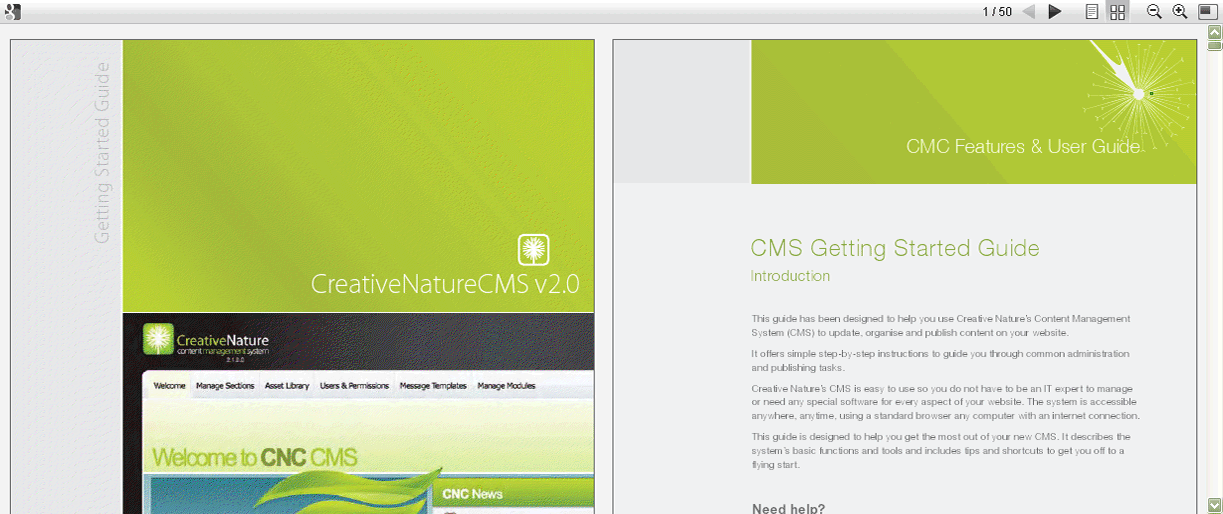 1 / 50
Getting Started Guide
CreativeNatureCMS v2.0
CreativeNature
content management system
2.1.0.0
Welcome Manage Sections Asset Library Users & Permissions Message Templates Manage Modules
Welcome to CNC CMS
CNC News
CMC Features & User Guide
CMS Getting Started Guide
Introduction
This guide has been designed to help you use Creative Nature's Content Management
System (CMS) to update, organise and publish content on your website.
It offers simple step-by-step instructions to guide you through common administration
and publishing tasks.
Creative Nature's CMS is easy to use so you do not have to be an IT expert to manage
or need any special software for every aspect of your website. The system is accessible
anywhere, anytime, using a standard browser any computer with an internet connection.
This guide is designed to help you get the most out of your new CMS. It describes the
system's basic functions and tools and includes tips and shortcuts to get you off to a
flying start.
Need help?